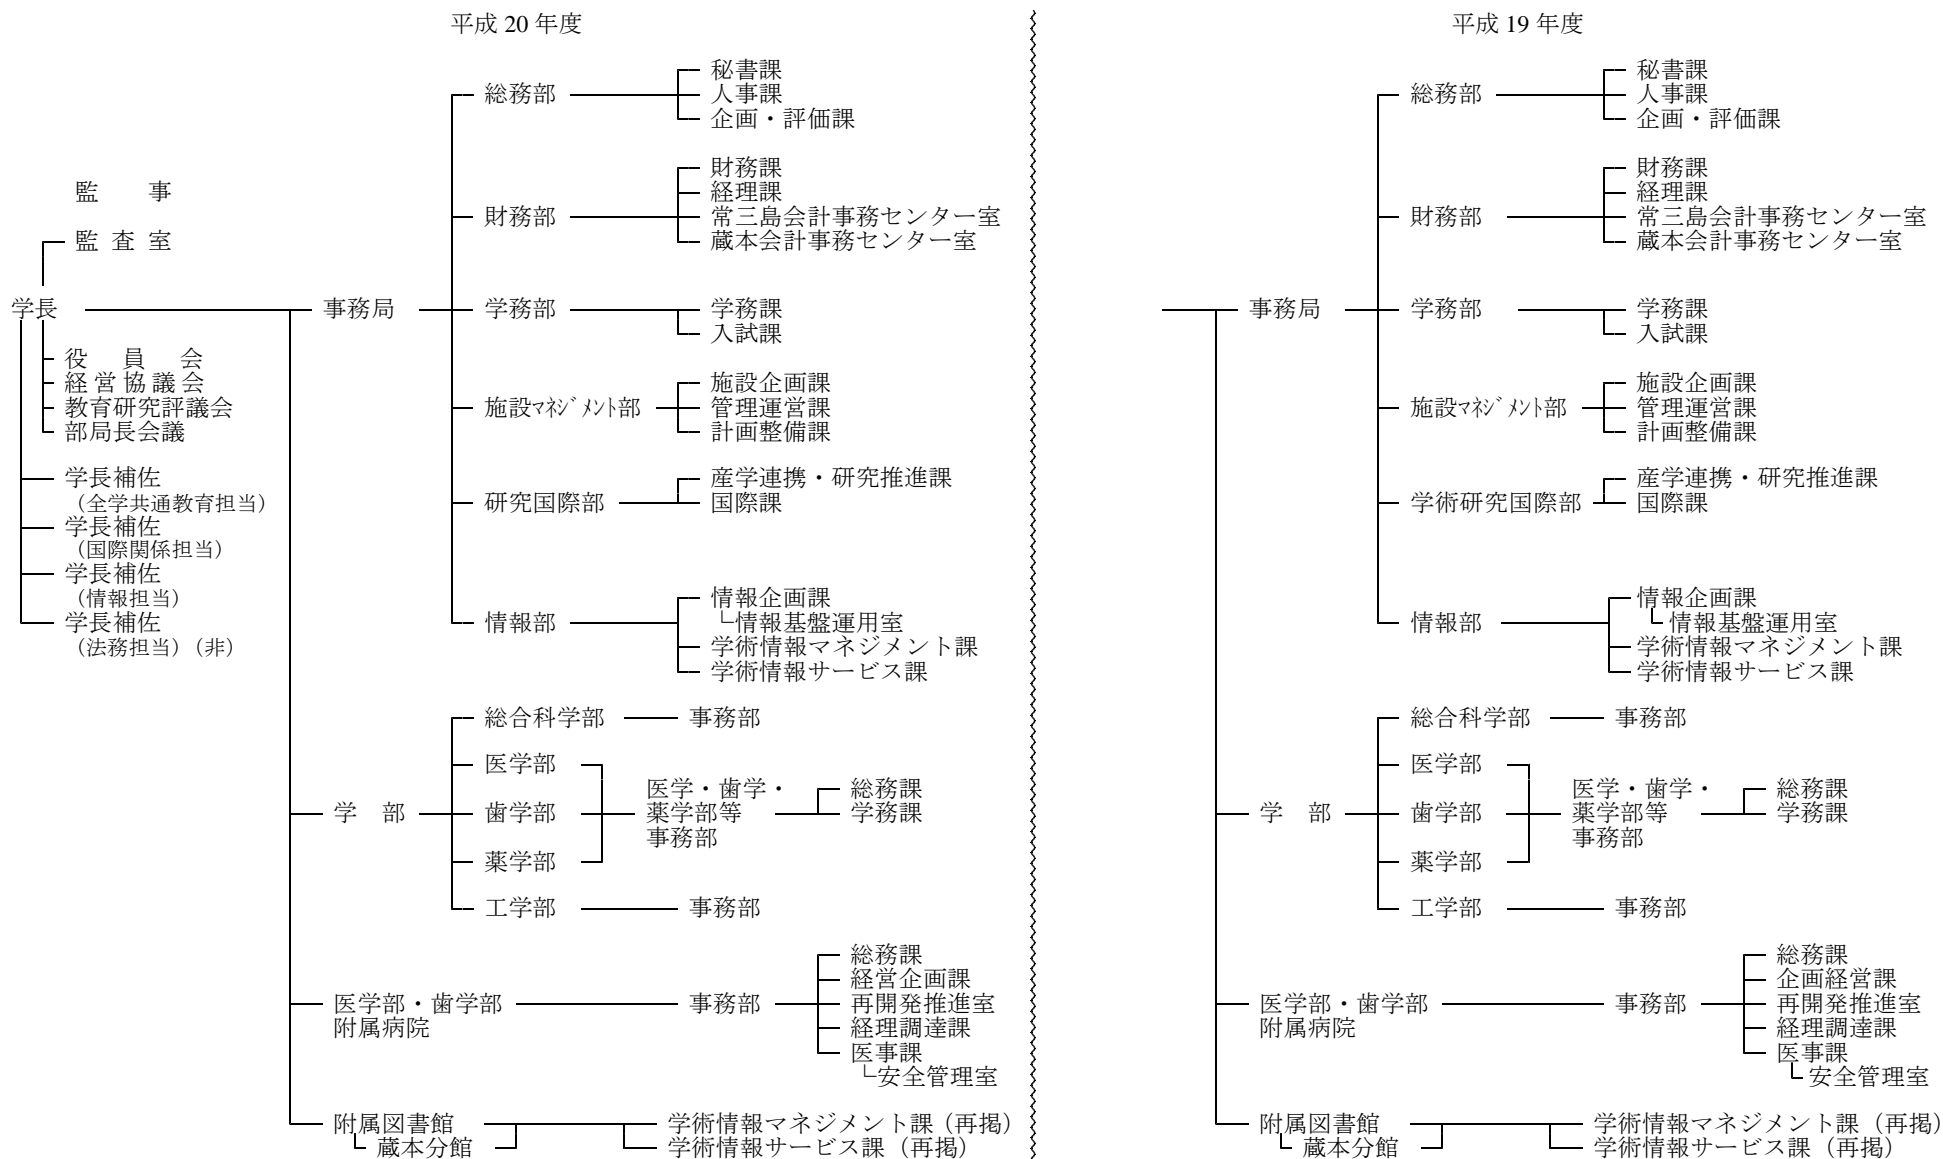 平成 20 年度
秘書課
総務部
人事課
企画・評価課
財務課
監　事
経理課
財務部
常三島会計事務センター室
監 査 室
蔵本会計事務センター室
学長
事務局
学務部
学務課
入試課
役　員　会
経 営 協 議 会
教育研究評議会
部局長会議
施設企画課
施設マネジメント部
管理運営課
計画整備課
学長補佐
（全学共通教育担当）
学長補佐
（国際関係担当）
学長補佐
（情報担当）
学長補佐
（法務担当）（非）
産学連携・研究推進課
研究国際部
国際課
情報企画課
情報部
└情報基盤運用室
学術情報マネジメント課
学術情報サービス課
総合科学部
事務部
医学部
学　部
歯学部
薬学部
医学・歯学・
薬学部等
事務部
総務課
学務課
工学部
事務部
医学部・歯学部
附属病院
事務部
総務課
経営企画課
再開発推進室
経理調達課
医事課
└安全管理室
附属図書館
└ 蔵本分館
学術情報マネジメント課（再掲）
学術情報サービス課（再掲）
平成 19 年度
秘書課
総務部
人事課
企画・評価課
財務課
経理課
財務部
常三島会計事務センター室
蔵本会計事務センター室
事務局
学務部
学務課
入試課
施設企画課
施設マネジメント部
管理運営課
計画整備課
産学連携・研究推進課
学術研究国際部
国際課
情報企画課
情報部
└ 情報基盤運用室
学術情報マネジメント課
学術情報サービス課
総合科学部
事務部
医学部
学　部
歯学部
薬学部
医学・歯学・
薬学部等
事務部
総務課
学務課
工学部
事務部
医学部・歯学部
附属病院
事務部
総務課
企画経営課
再開発推進室
経理調達課
医事課
└ 安全管理室
附属図書館
└ 蔵本分館
学術情報マネジメント課（再掲）
学術情報サービス課（再掲）